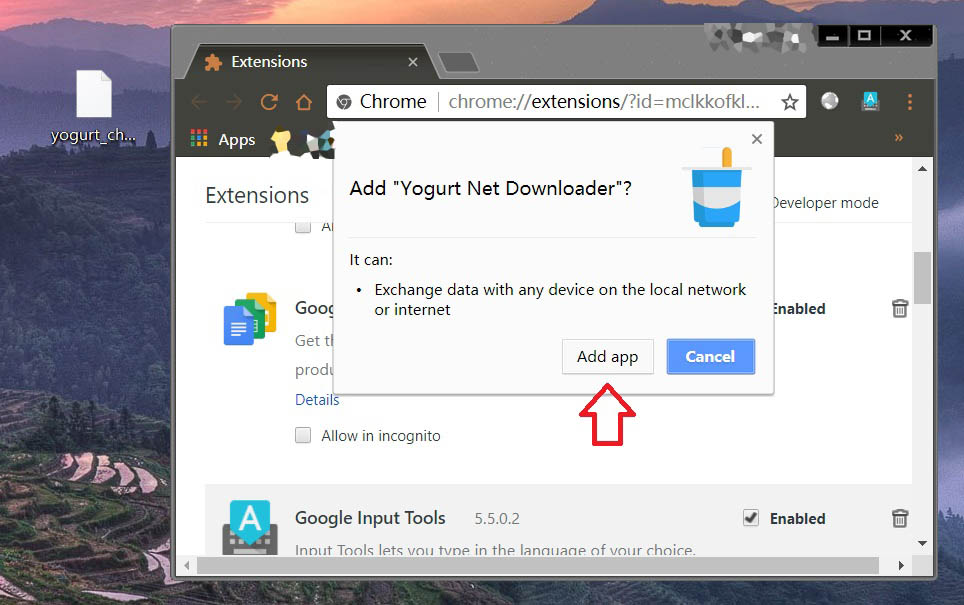 Extensions
yogurt_ch...
Chrome
chrome://extensions/?id=mclkkofkl...
Apps
»
Extensions
Developer mode
Add "Yogurt Net Downloader"?
It can:
• Exchange data with any device on the local network
or internet
Add app
Cancel
Goog
Enabled
Get th
produ
Details
Allow in incognito
A
Google Input Tools
5.5.0.2
Enabled
Input Tools lets you type in the language of your choice.